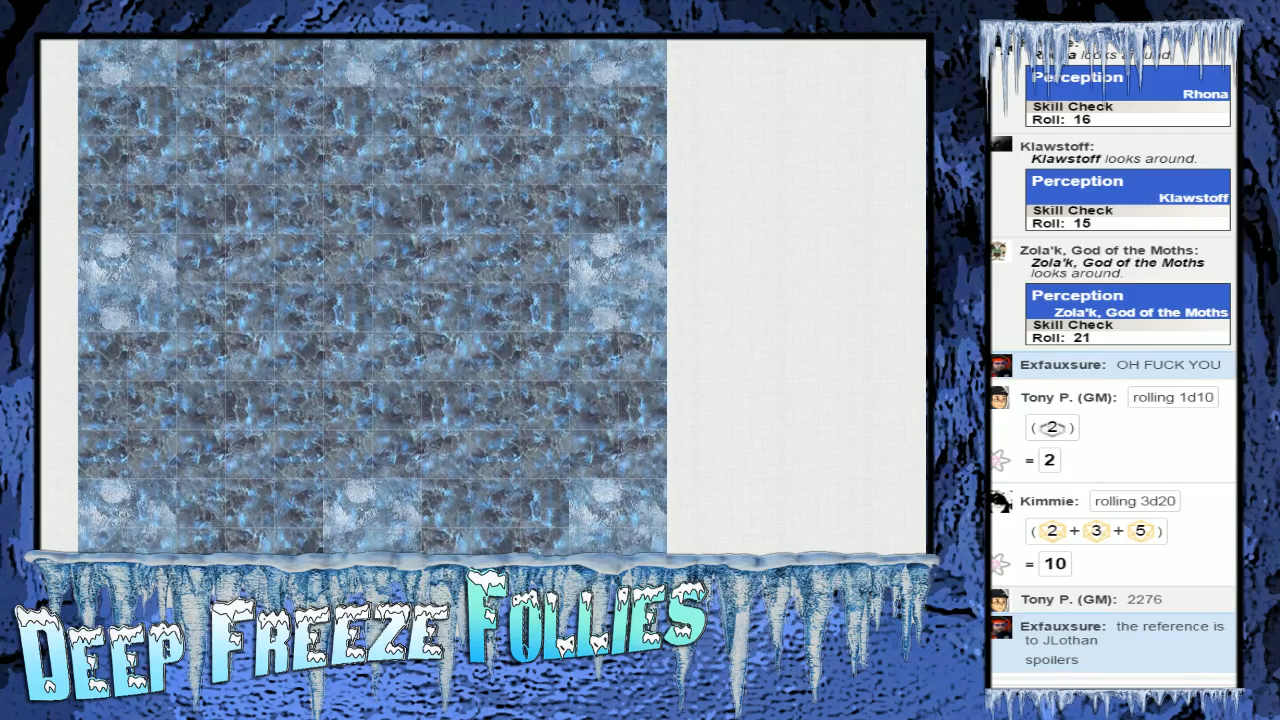 Rhona looks around.
Perception
Rhona
Skill Check
Roll: 16
Klawstoff:
Klawstoff looks around.
Perception
Klawstoff
Skill Check
Roll: 15
Zola'k, God of the Moths:
Zola'k, God of the Moths
looks around.
Perception
Zola'k, God of the Moths
Skill Check
Roll: 21
Exfauxsure: OH FUCK YOU
Tony P. (GM): rolling 1d10
(2)
= 2
Kimmie: rolling 3d20
(2+3+5)
= 10
Tony P. (GM): 2276
Exfauxsure: the reference is
to JLothan
spoilers
DEEP FREEZE FOLLIES